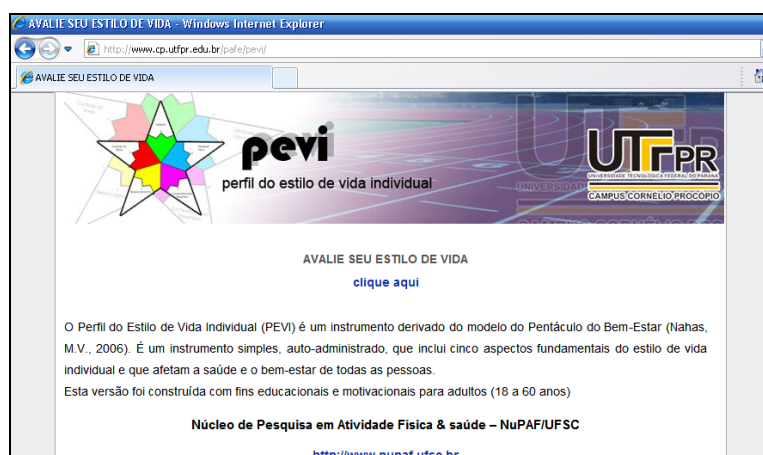 AVALIE SEU ESTILO DE VIDA - Windows Internet Explorer
http://www.cp.utfpr.edu.br/pafe/pevi/
AVALIE SEU ESTILO DE VIDA
pevi
perfil do estilo de vida individual
UTFPR
UNIVERSIDADE TECNOLÓGICA FEDERAL DO PARANÁ
CAMPUS CORNÉLIO PROCÓPIO
AVALIE SEU ESTILO DE VIDA
clique aqui
O Perfil do Estilo de Vida Individual (PEVI) é um instrumento derivado do modelo do Pentáculo do Bem-Estar (Nahas,
M.V., 2006). É um instrumento simples, auto-administrado, que inclui cinco aspectos fundamentais do estilo de vida
individual e que afetam a saúde e o bem-estar de todas as pessoas.
Esta versão foi construída com fins educacionais e motivacionais para adultos (18 a 60 anos)
Núcleo de Pesquisa em Atividade Física & saúde – NuPAF/UFSC
http://www.nupaf.ufsc.br